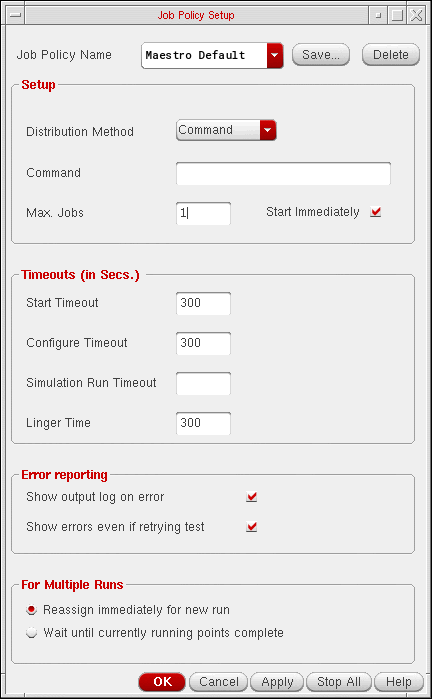 Job Policy Setup
Job Policy Name Maestro Default Save... Delete
Setup
Distribution Method Command
Command
Max. Jobs 1 Start Immediately
Timeouts (in Secs.)
Start Timeout 300
Configure Timeout 300
Simulation Run Timeout
Linger Time 300
Error reporting
Show output log on error
Show errors even if retrying test
For Multiple Runs
Reassign immediately for new run
Wait until currently running points complete
OK Cancel Apply Stop All Help